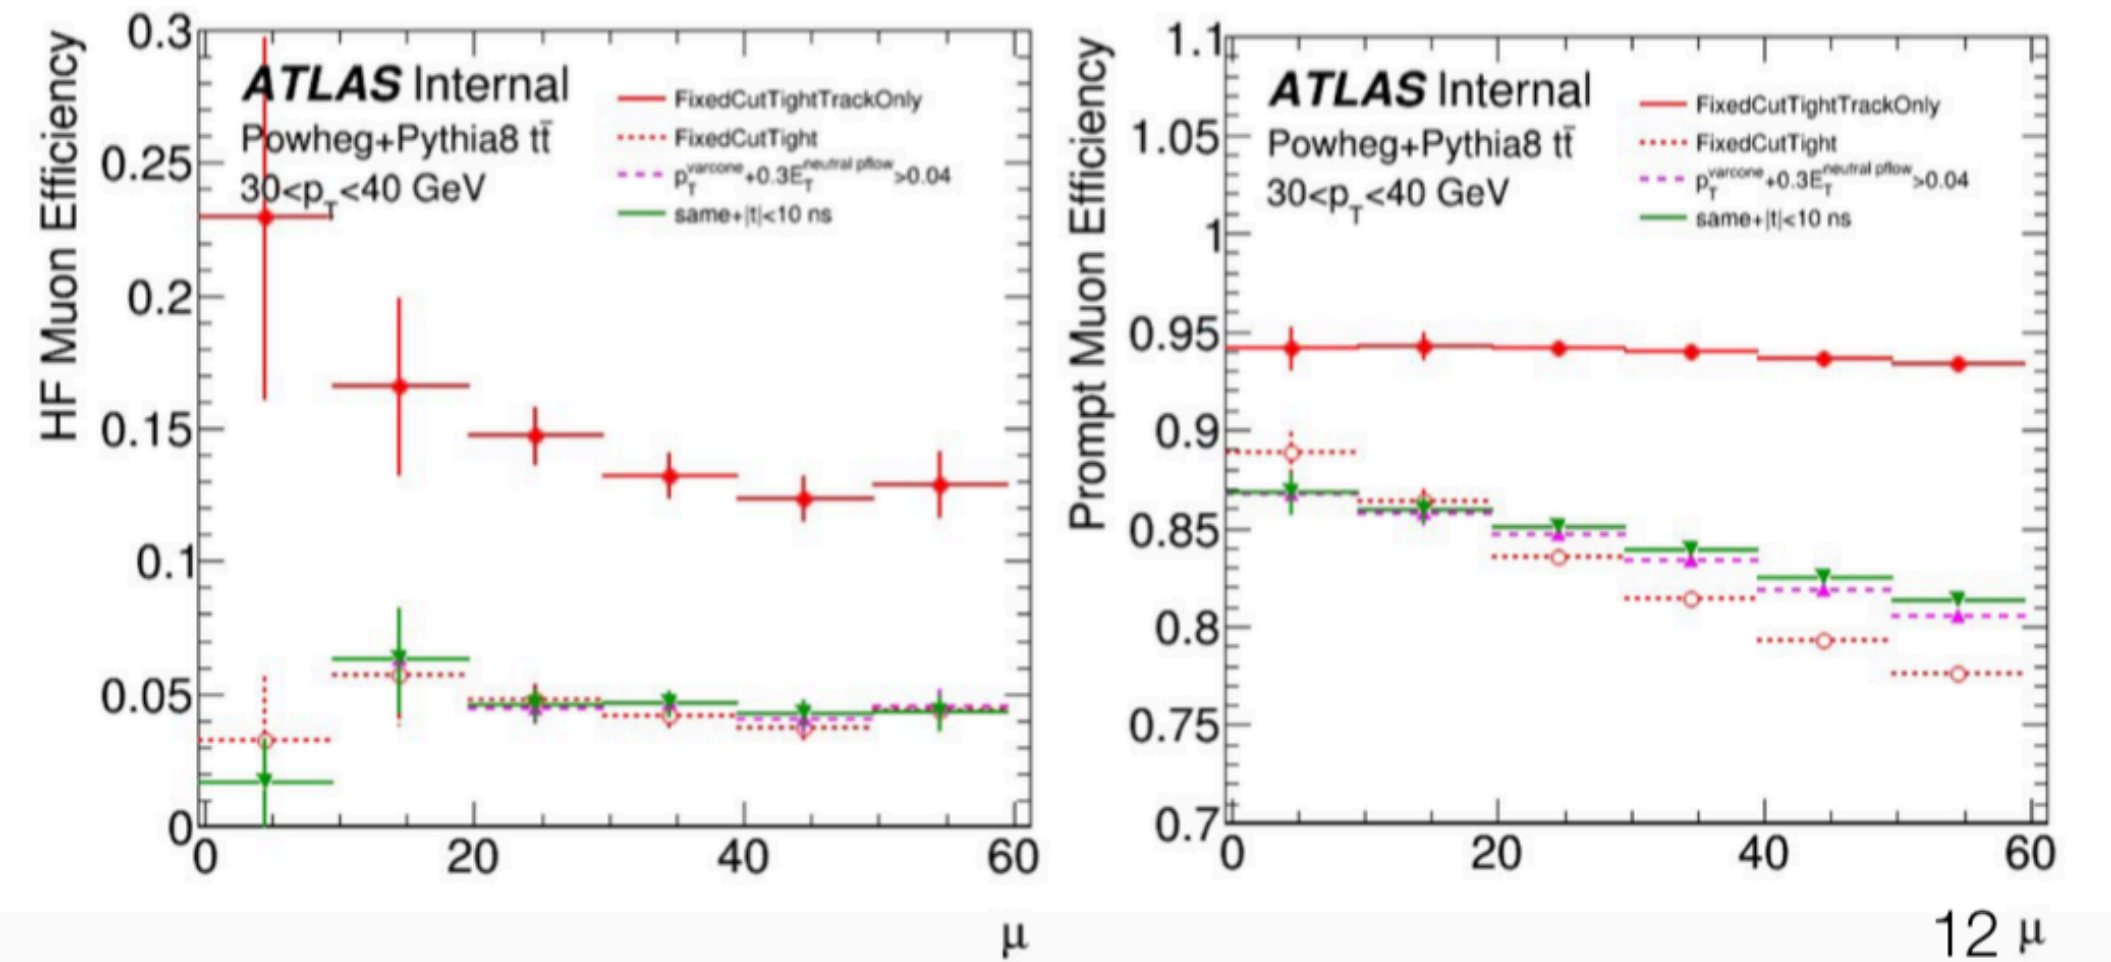 HF Muon Efficiency
0.3
0.25
0.2
0.15
0.1
0.05
0
ATLAS Internal
Powheg+Pythia8 tt̄
30<p_T<40 GeV
FixedCutTightTrackOnly
FixedCutTight
p_T^varcone+0.3E_T^neutral pflow>0.04
same+|t|<10 ns
0 20 40 60
μ
Prompt Muon Efficiency
1.1
1.05
1
0.95
0.9
0.85
0.8
0.75
0.7
ATLAS Internal
Powheg+Pythia8 tt̄
30<p_T<40 GeV
FixedCutTightTrackOnly
FixedCutTight
p_T^varcone+0.3E_T^neutral pflow>0.04
same+|t|<10 ns
0 20 40 60
12 μ